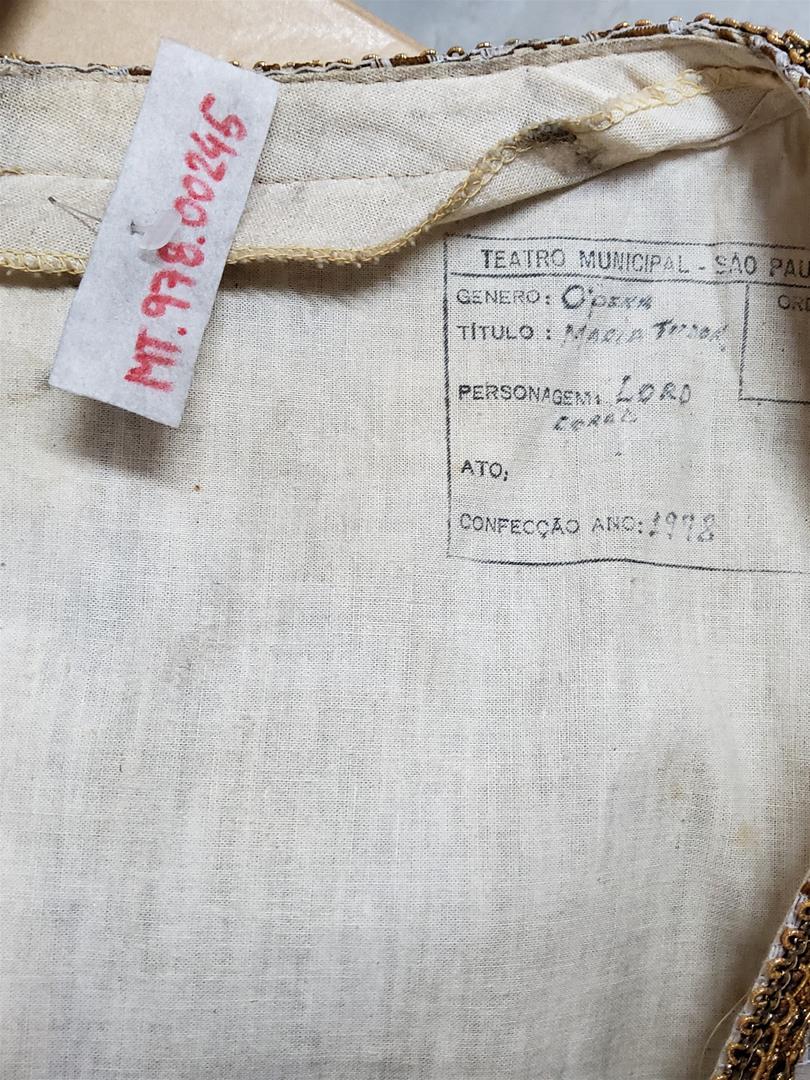 MT.978.00245
TEATRO MUNICIPAL - SÃO PAU
GENERO: Ópera
ORD
TÍTULO: MARIA TUDOR
PERSONAGEM: LORD
CORAL
ATO;
CONFECÇÃO ANO: 1978